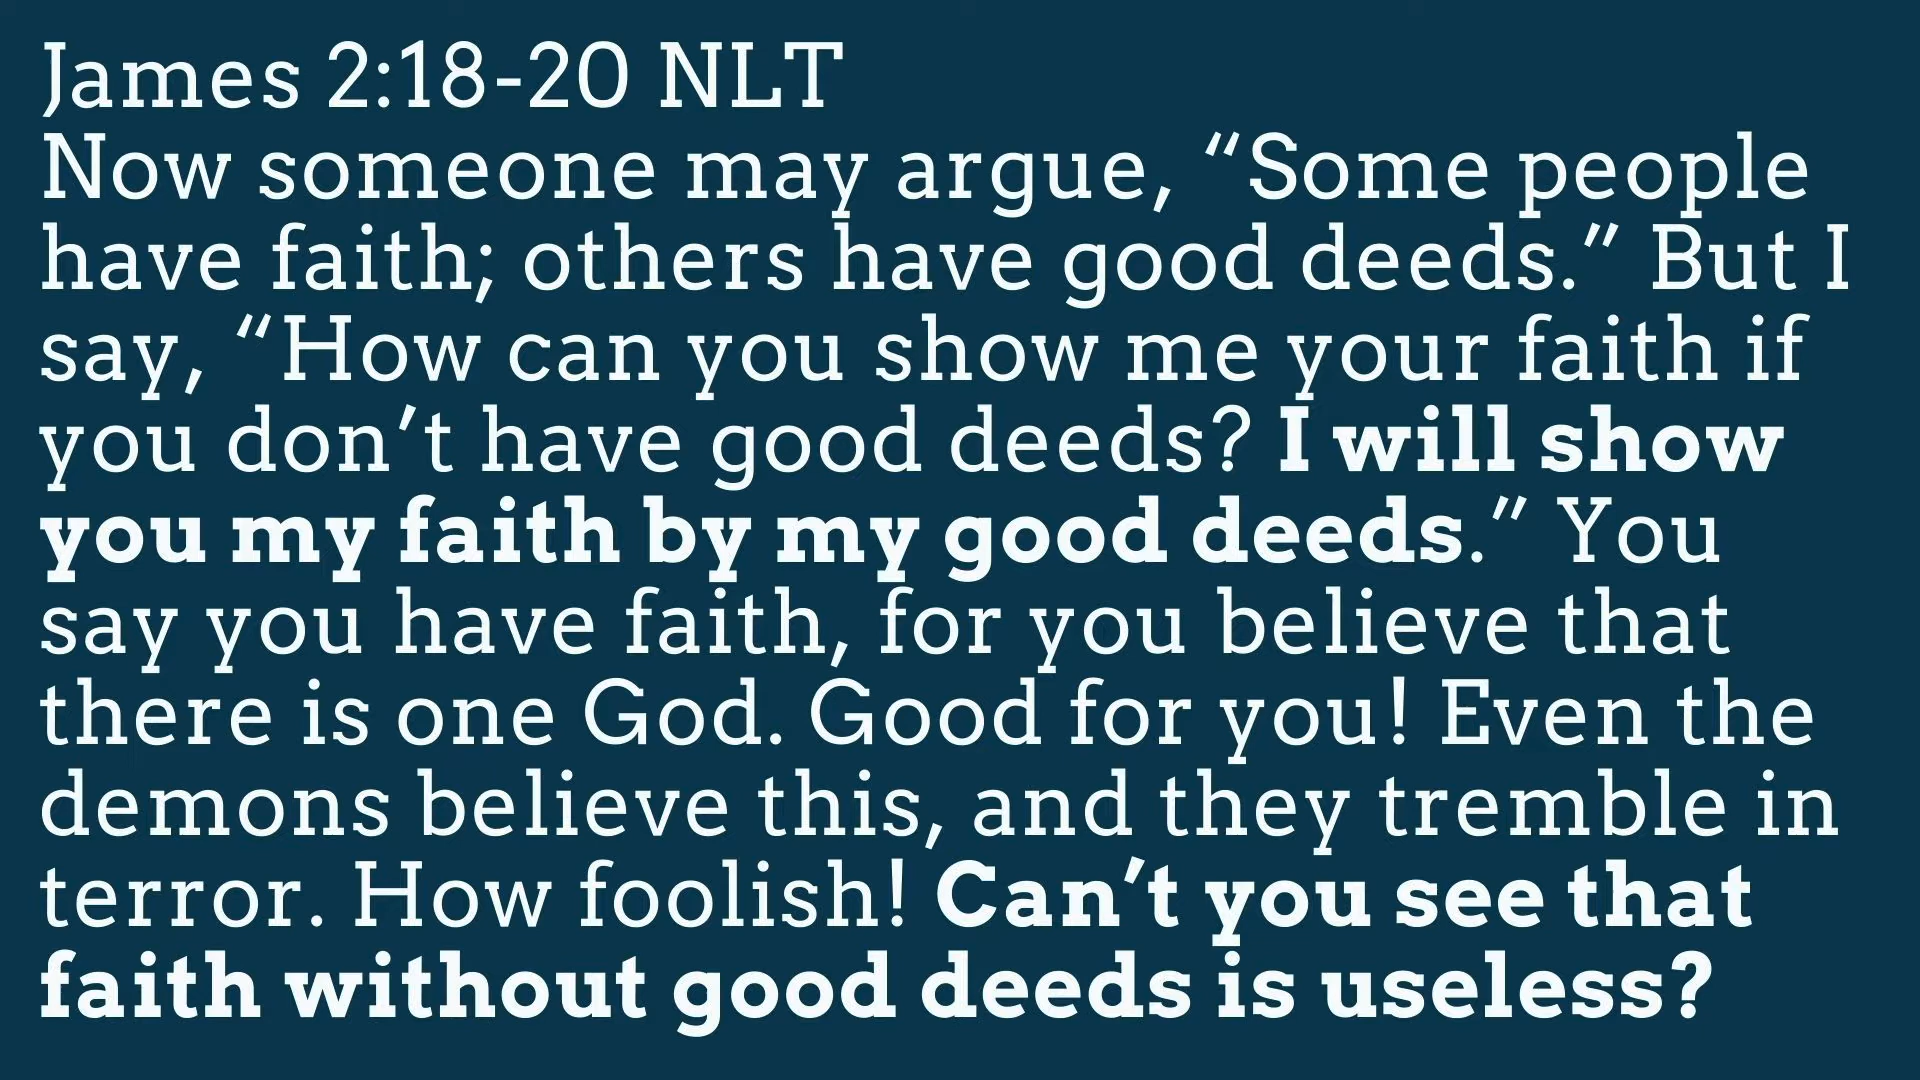 James 2:18-20 NLT
Now someone may argue, “Some people
have faith; others have good deeds.” But I
say, “How can you show me your faith if
you don’t have good deeds? I will show
you my faith by my good deeds.” You
say you have faith, for you believe that
there is one God. Good for you! Even the
demons believe this, and they tremble in
terror. How foolish! Can’t you see that
faith without good deeds is useless?